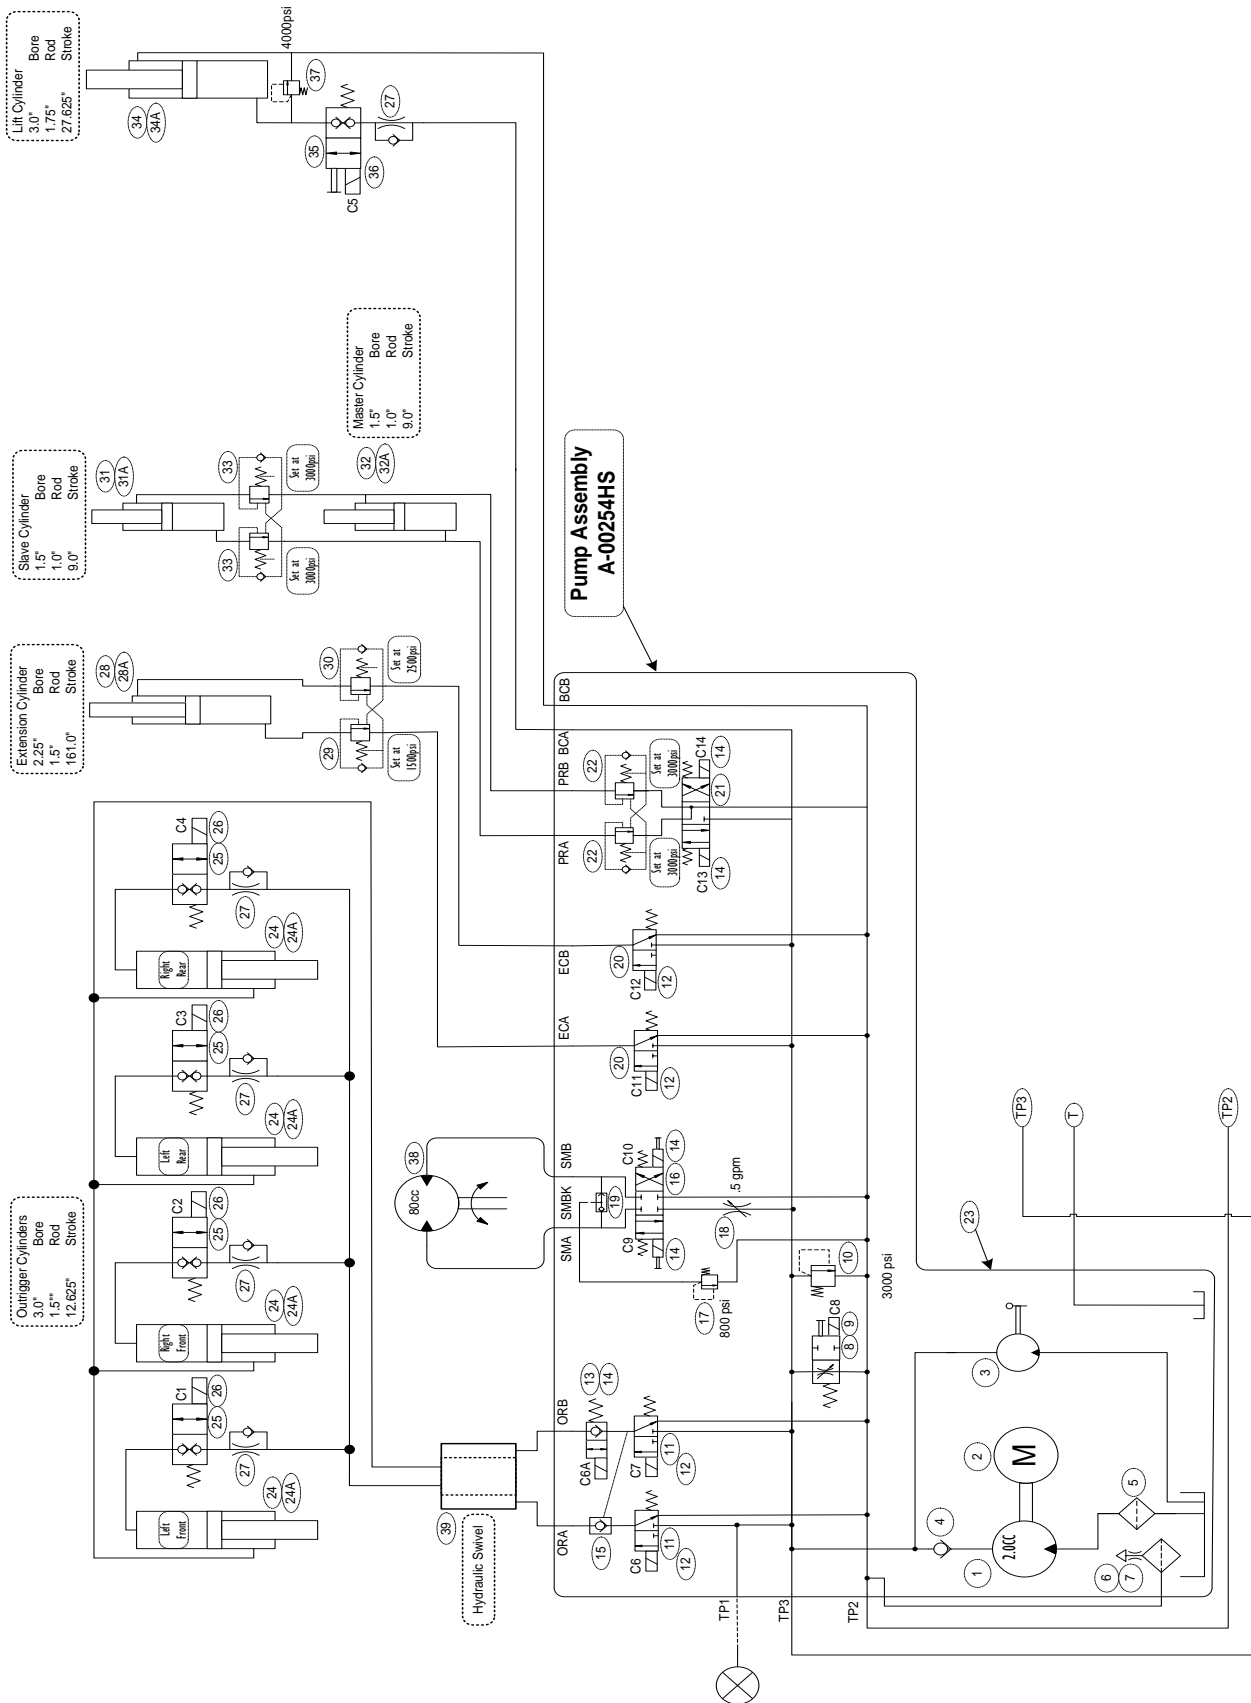 Lift Cylinder
3.0" Bore
1.75" Rod
27.625" Stroke
34
34A
4000psi
37
35
27
36
C5
Slave Cylinder
1.5" Bore
1.0" Rod
9.0" Stroke
31
31A
33
33
Set at
3000psi
Set at
3000psi
Master Cylinder
1.5" Bore
1.0" Rod
9.0" Stroke
32
32A
Extension Cylinder
2.25" Bore
1.5" Rod
161.0" Stroke
28
28A
29
30
Set at
1500psi
Set at
2500psi
Outrigger Cylinders
3.0" Bore
1.5"" Rod
12.625" Stroke
Left
Front
24
24A
C1
26
25
27
Right
Front
24
24A
C2
26
25
27
Left
Rear
24
24A
C3
26
25
27
Right
Rear
24
24A
C4
26
25
27
Pump Assembly
A-00254HS
Hydraulic Swivel
39
80cc
38
ORA
ORB
SMA
SMBK
SMB
ECA
ECB
PRA
PRB
BCA
BCB
15
C6
11
12
C6A
13
14
C7
11
12
C9
14
19
C10
14
16
17
800 psi
18
.5 gpm
C11
20
12
C12
20
12
22
22
Set at
3000psi
Set at
3000psi
C13
14
C14
14
21
C8
9
8
10
3000 psi
TP1
TP3
TP2
1
2.0CC
2
M
3
4
5
6
7
23
TP3
T
TP2